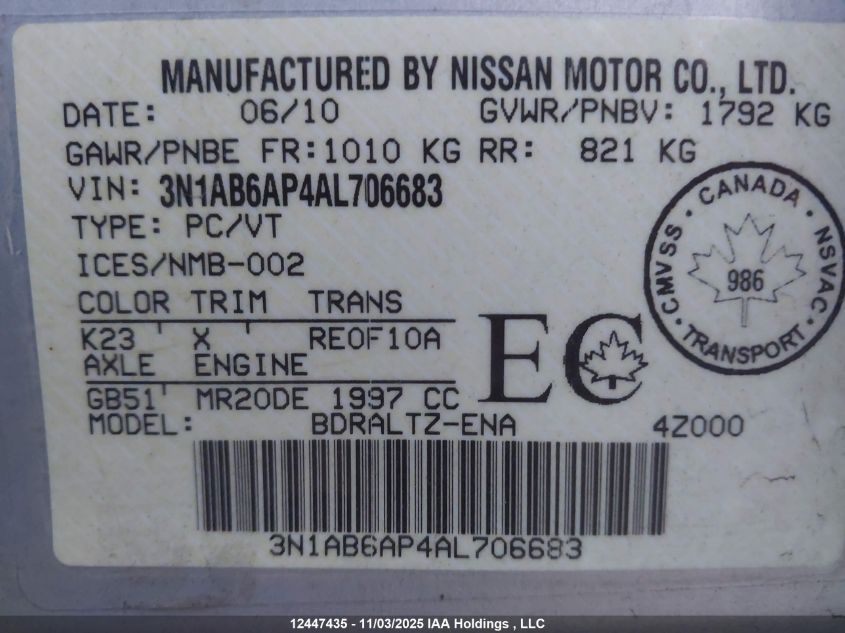 MANUFACTURED BY NISSAN MOTOR CO., LTD.
DATE: 06/10 GVWR/PNBV: 1792 KG
GAWR/PNBE FR:1010 KG RR: 821 KG
VIN: 3N1AB6AP4AL706683
TYPE: PC/VT
ICES/NMB-002
COLOR TRIM TRANS
K23 ' X ' RE0F10A
AXLE ENGINE
GB51' MR20DE 1997 CC
MODEL: BDRALTZ-ENA 4Z000
EC
CANADA
CMVSS · NSVAC
986
TRANSPORT
3N1AB6AP4AL706683
12447435 - 11/03/2025 IAA Holdings , LLC